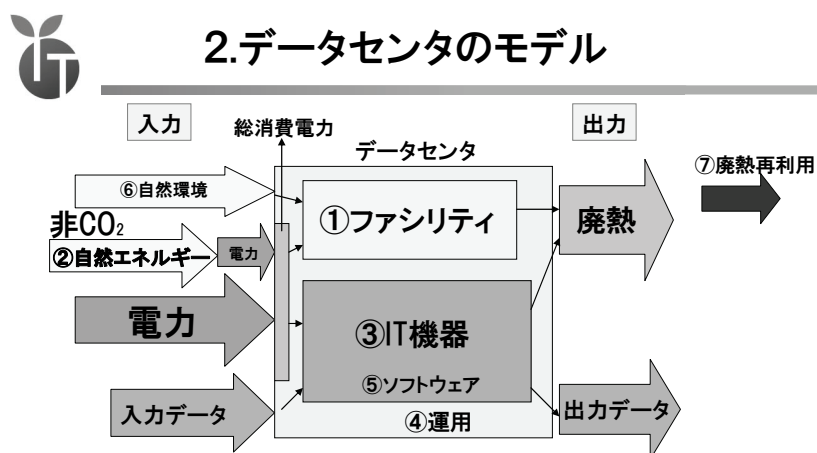 IT
2.データセンタのモデル
入力
総消費電力
出力
データセンタ
⑦廃熱再利用
⑥自然環境
①ファシリティ
廃熱
非CO₂
②自然エネルギー
電力
電力
③IT機器
⑤ソフトウェア
入力データ
④運用
出力データ